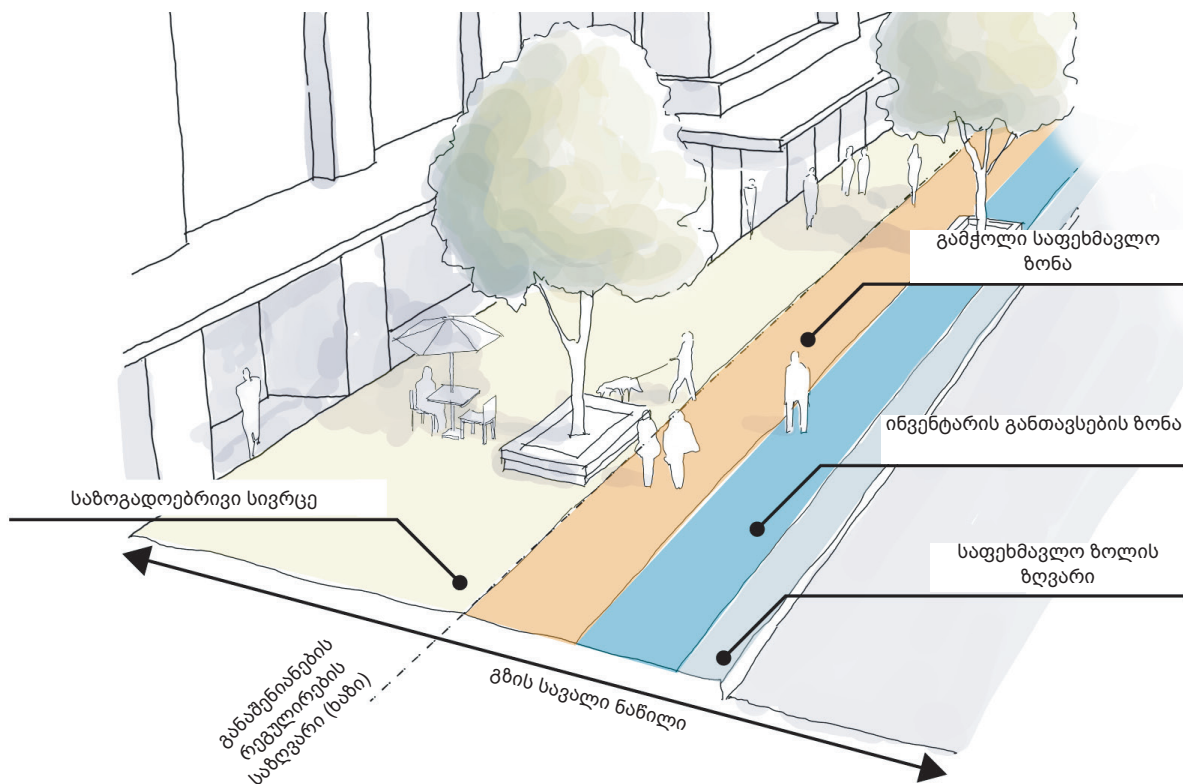 გამჭოლი საფეხმავლო
ზონა
ინვენტარის განთავსების ზონა
საზოგადოებრივი სივრცე
საფეხმავლო ზოლის
ზღვარი
განაშენიანების
რეგულირების
საზღვარი (ხაზი)
გზის სავალი ნაწილი